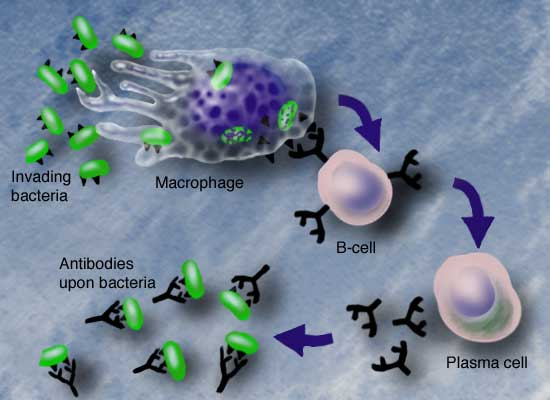 Invading
bacteria
Macrophage
B-cell
Antibodies
upon bacteria
Plasma cell